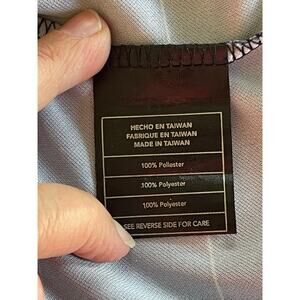 HECHO EN TAIWAN
FABRIQUE EN TAIWAN
MADE IN TAIWAN
100% Poliester
100% Polyester
100% Polyester
SEE REVERSE SIDE FOR CARE